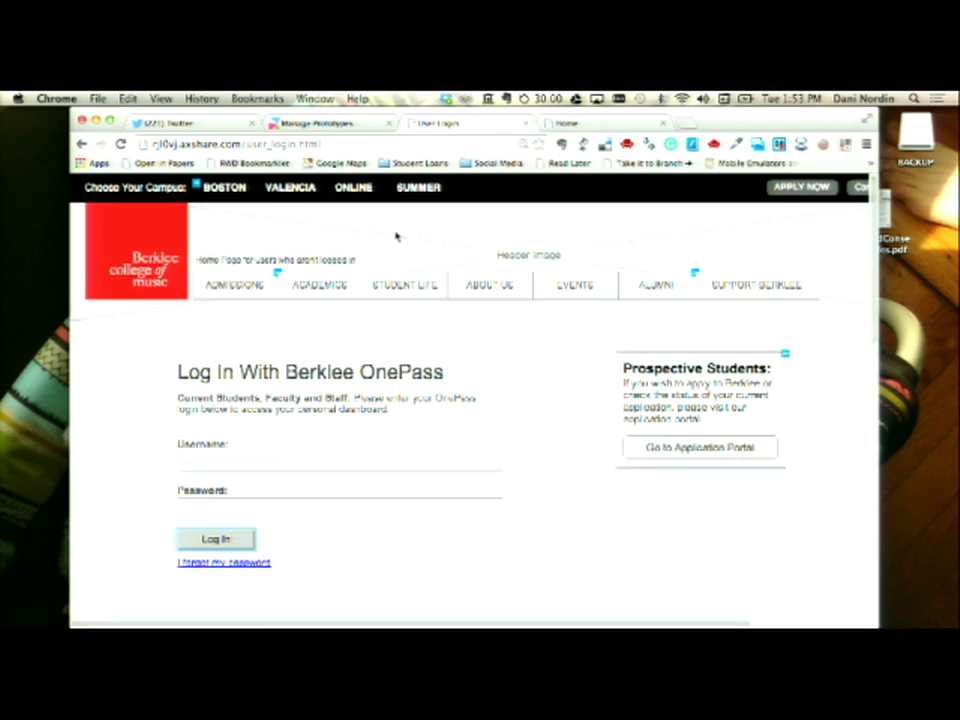 Chrome File Edit View History Bookmarks Window Help 30.00 Tue 1:53 PM Dani Nordin
(221) Twitter Manage Prototypes User Login Home
rjl0vj.axshare.com/user_login.html
Apps Open in Papers RWD Bookmarklet Google Maps Student Loans Social Media Read Later Take it to Branch Mobile Emulators
BACKUP
Choose Your Campus: BOSTON VALENCIA ONLINE SUMMER APPLY NOW
Berklee
college of
music
Home Page for users who aren't logged in
Header Image
ADMISSIONS ACADEMICS STUDENT LIFE ABOUT US EVENTS ALUMNI SUPPORT BERKLEE
Log In With Berklee OnePass
Current Students, Faculty and Staff. Please enter your OnePass
login below to access your personal dashboard.
Username:
Password:
Log In
I forgot my password
Prospective Students:
If you wish to apply to Berklee or
check the status of your current
application, please visit our
application portal.
Go to Application Portal